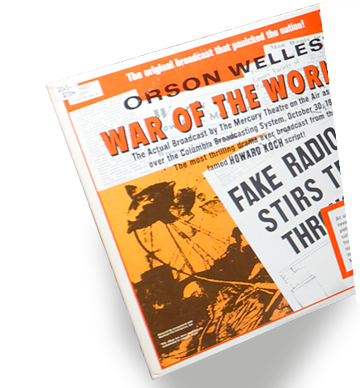 The original broadcast that panicked the nation!
ORSON WELLES
WAR OF THE WOR
The Actual Broadcast by The Mercury Theatre on the Air as
over the Columbia Broadcasting System, October 30, 19
The most thrilling drama ever broadcast from the
famed HOWARD KOCH script!
FAKE RADIO
STIRS T
THRO